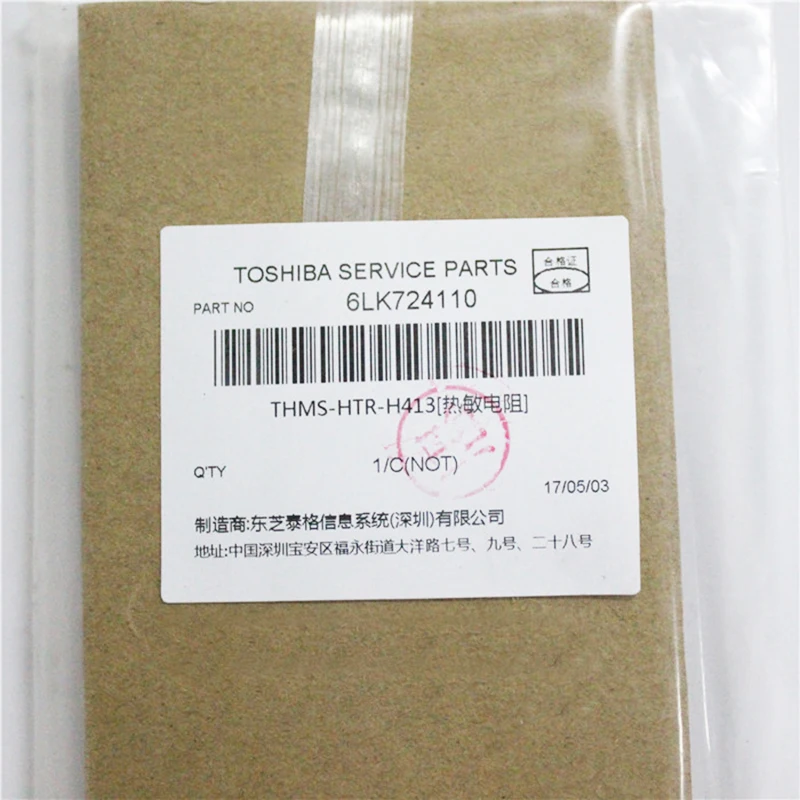 TOSHIBA SERVICE PARTS
合格证
合格
PART NO 6LK724110
THMS-HTR-H413[热敏电阻]
Q'TY 1/C(NOT)
17/05/03
制造商:东芝泰格信息系统(深圳)有限公司
地址:中国深圳宝安区福永街道大洋路七号、九号、二十八号